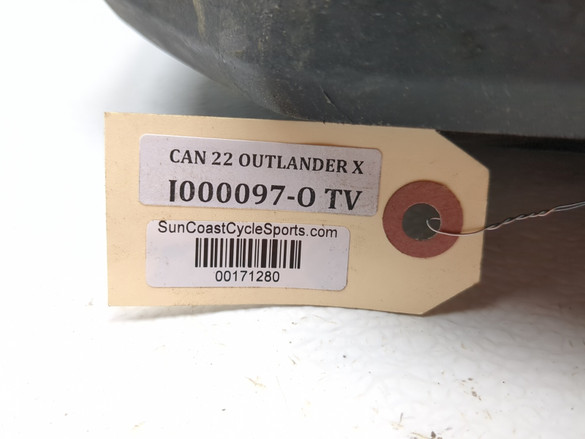 CAN 22 OUTLANDER X
I000097-O TV
SunCoastCycleSports.com
00171280